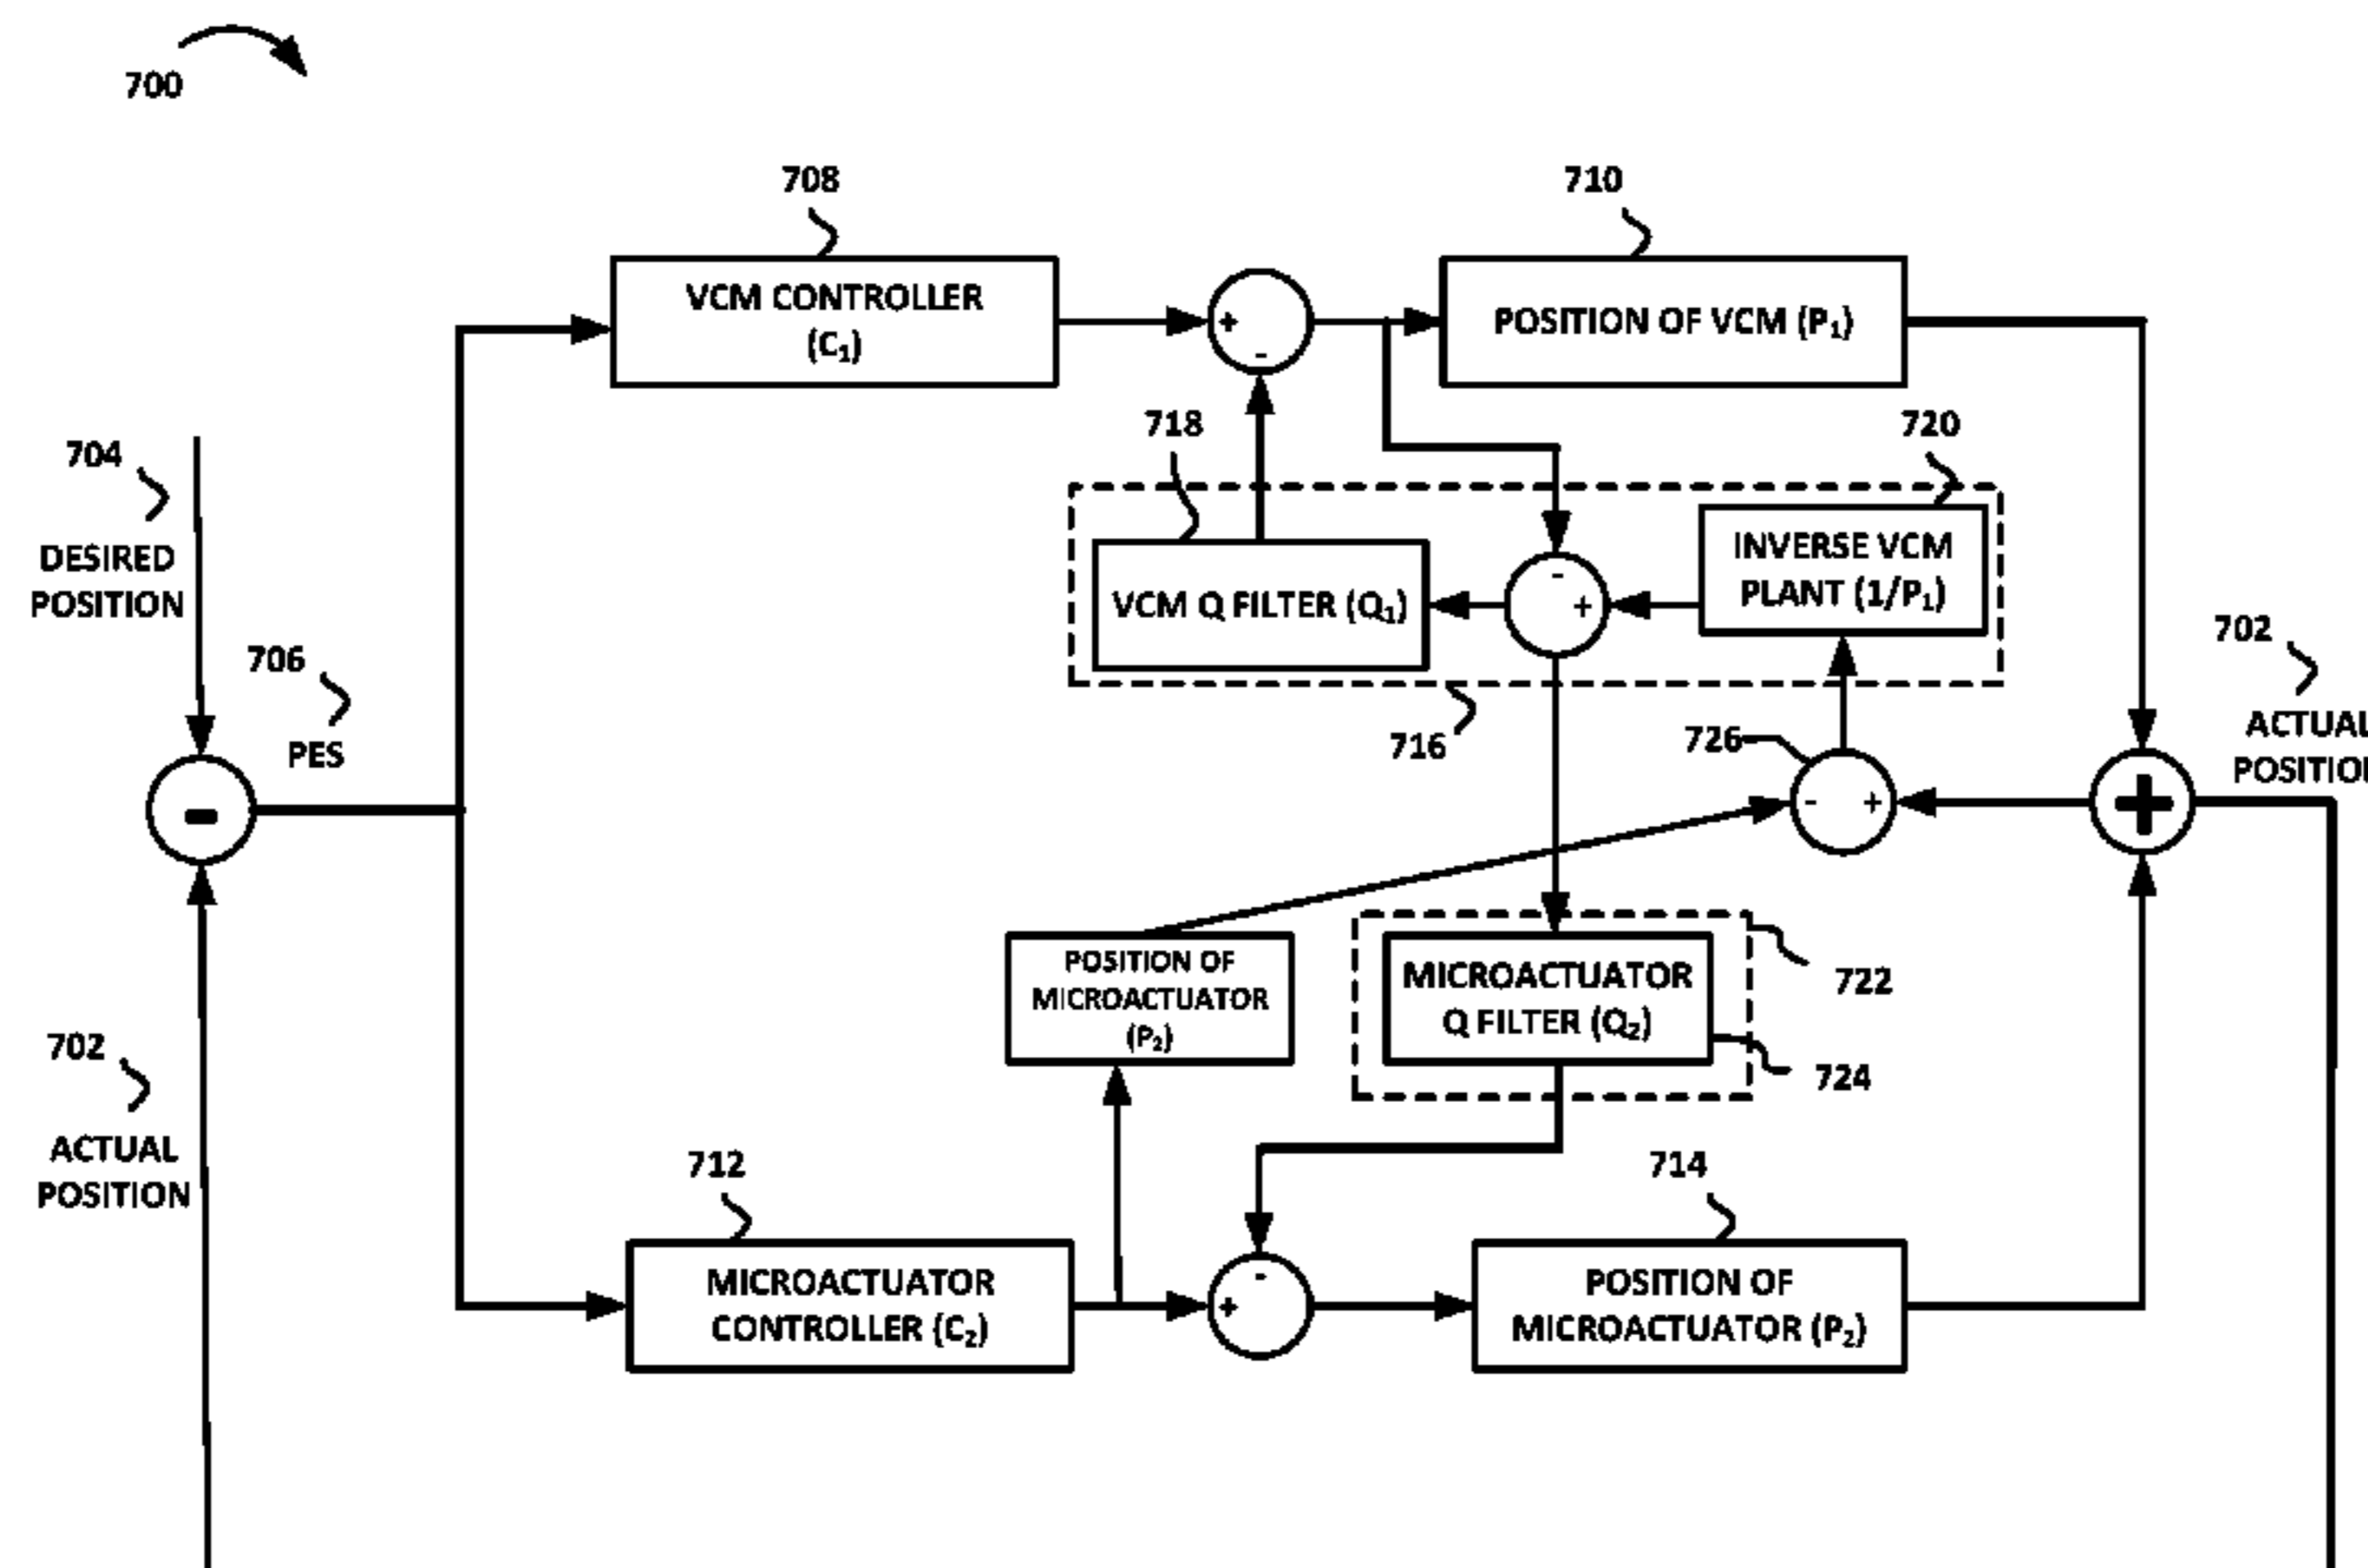 700
708
VCM CONTROLLER
(C₁)
+
-
710
POSITION OF VCM (P₁)
704
DESIRED
POSITION
706
PES
-
718
VCM Q FILTER (Q₁)
-
+
720
INVERSE VCM
PLANT (1/P₁)
716
726
-
+
+
702
ACTUAL
702
ACTUAL
POSITION
POSITION OF
MICROACTUATOR
(P₂)
MICROACTUATOR
Q FILTER (Q₂)
722
724
712
MICROACTUATOR
CONTROLLER (C₂)
-
+
714
POSITION OF
MICROACTUATOR (P₂)